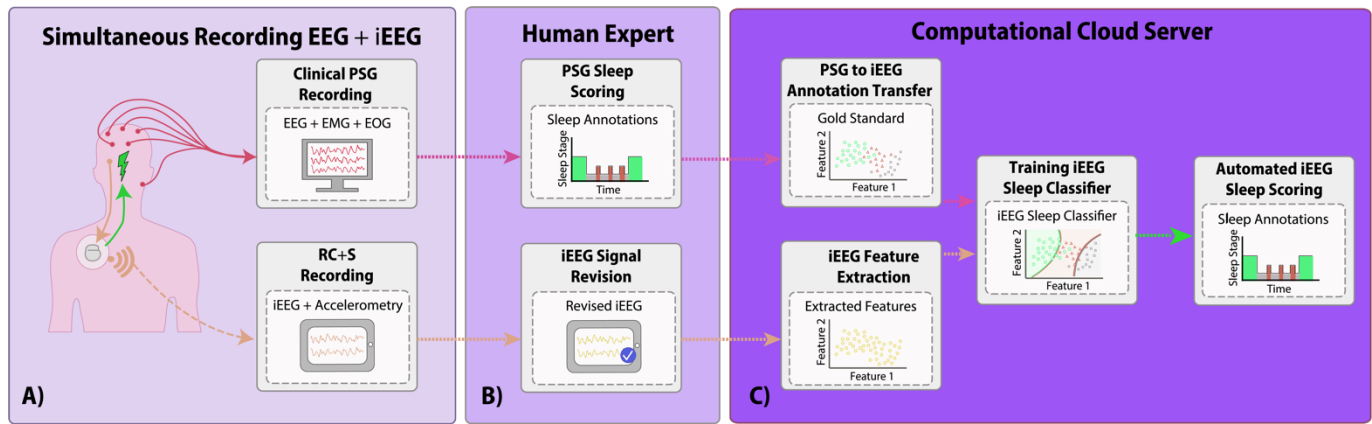 Simultaneous Recording EEG + iEEG
Clinical PSG
Recording
EEG + EMG + EOG
RC+S
Recording
iEEG + Accelerometry
A)
Human Expert
PSG Sleep
Scoring
Sleep Annotations
Sleep Stage
Time
iEEG Signal
Revision
Revised iEEG
B)
Computational Cloud Server
PSG to iEEG
Annotation Transfer
Gold Standard
Feature 2
Feature 1
iEEG Feature
Extraction
Extracted Features
Feature 2
Feature 1
Training iEEG
Sleep Classifier
iEEG Sleep Classifier
Feature 2
Feature 1
Automated iEEG
Sleep Scoring
Sleep Annotations
Sleep Stage
Time
C)